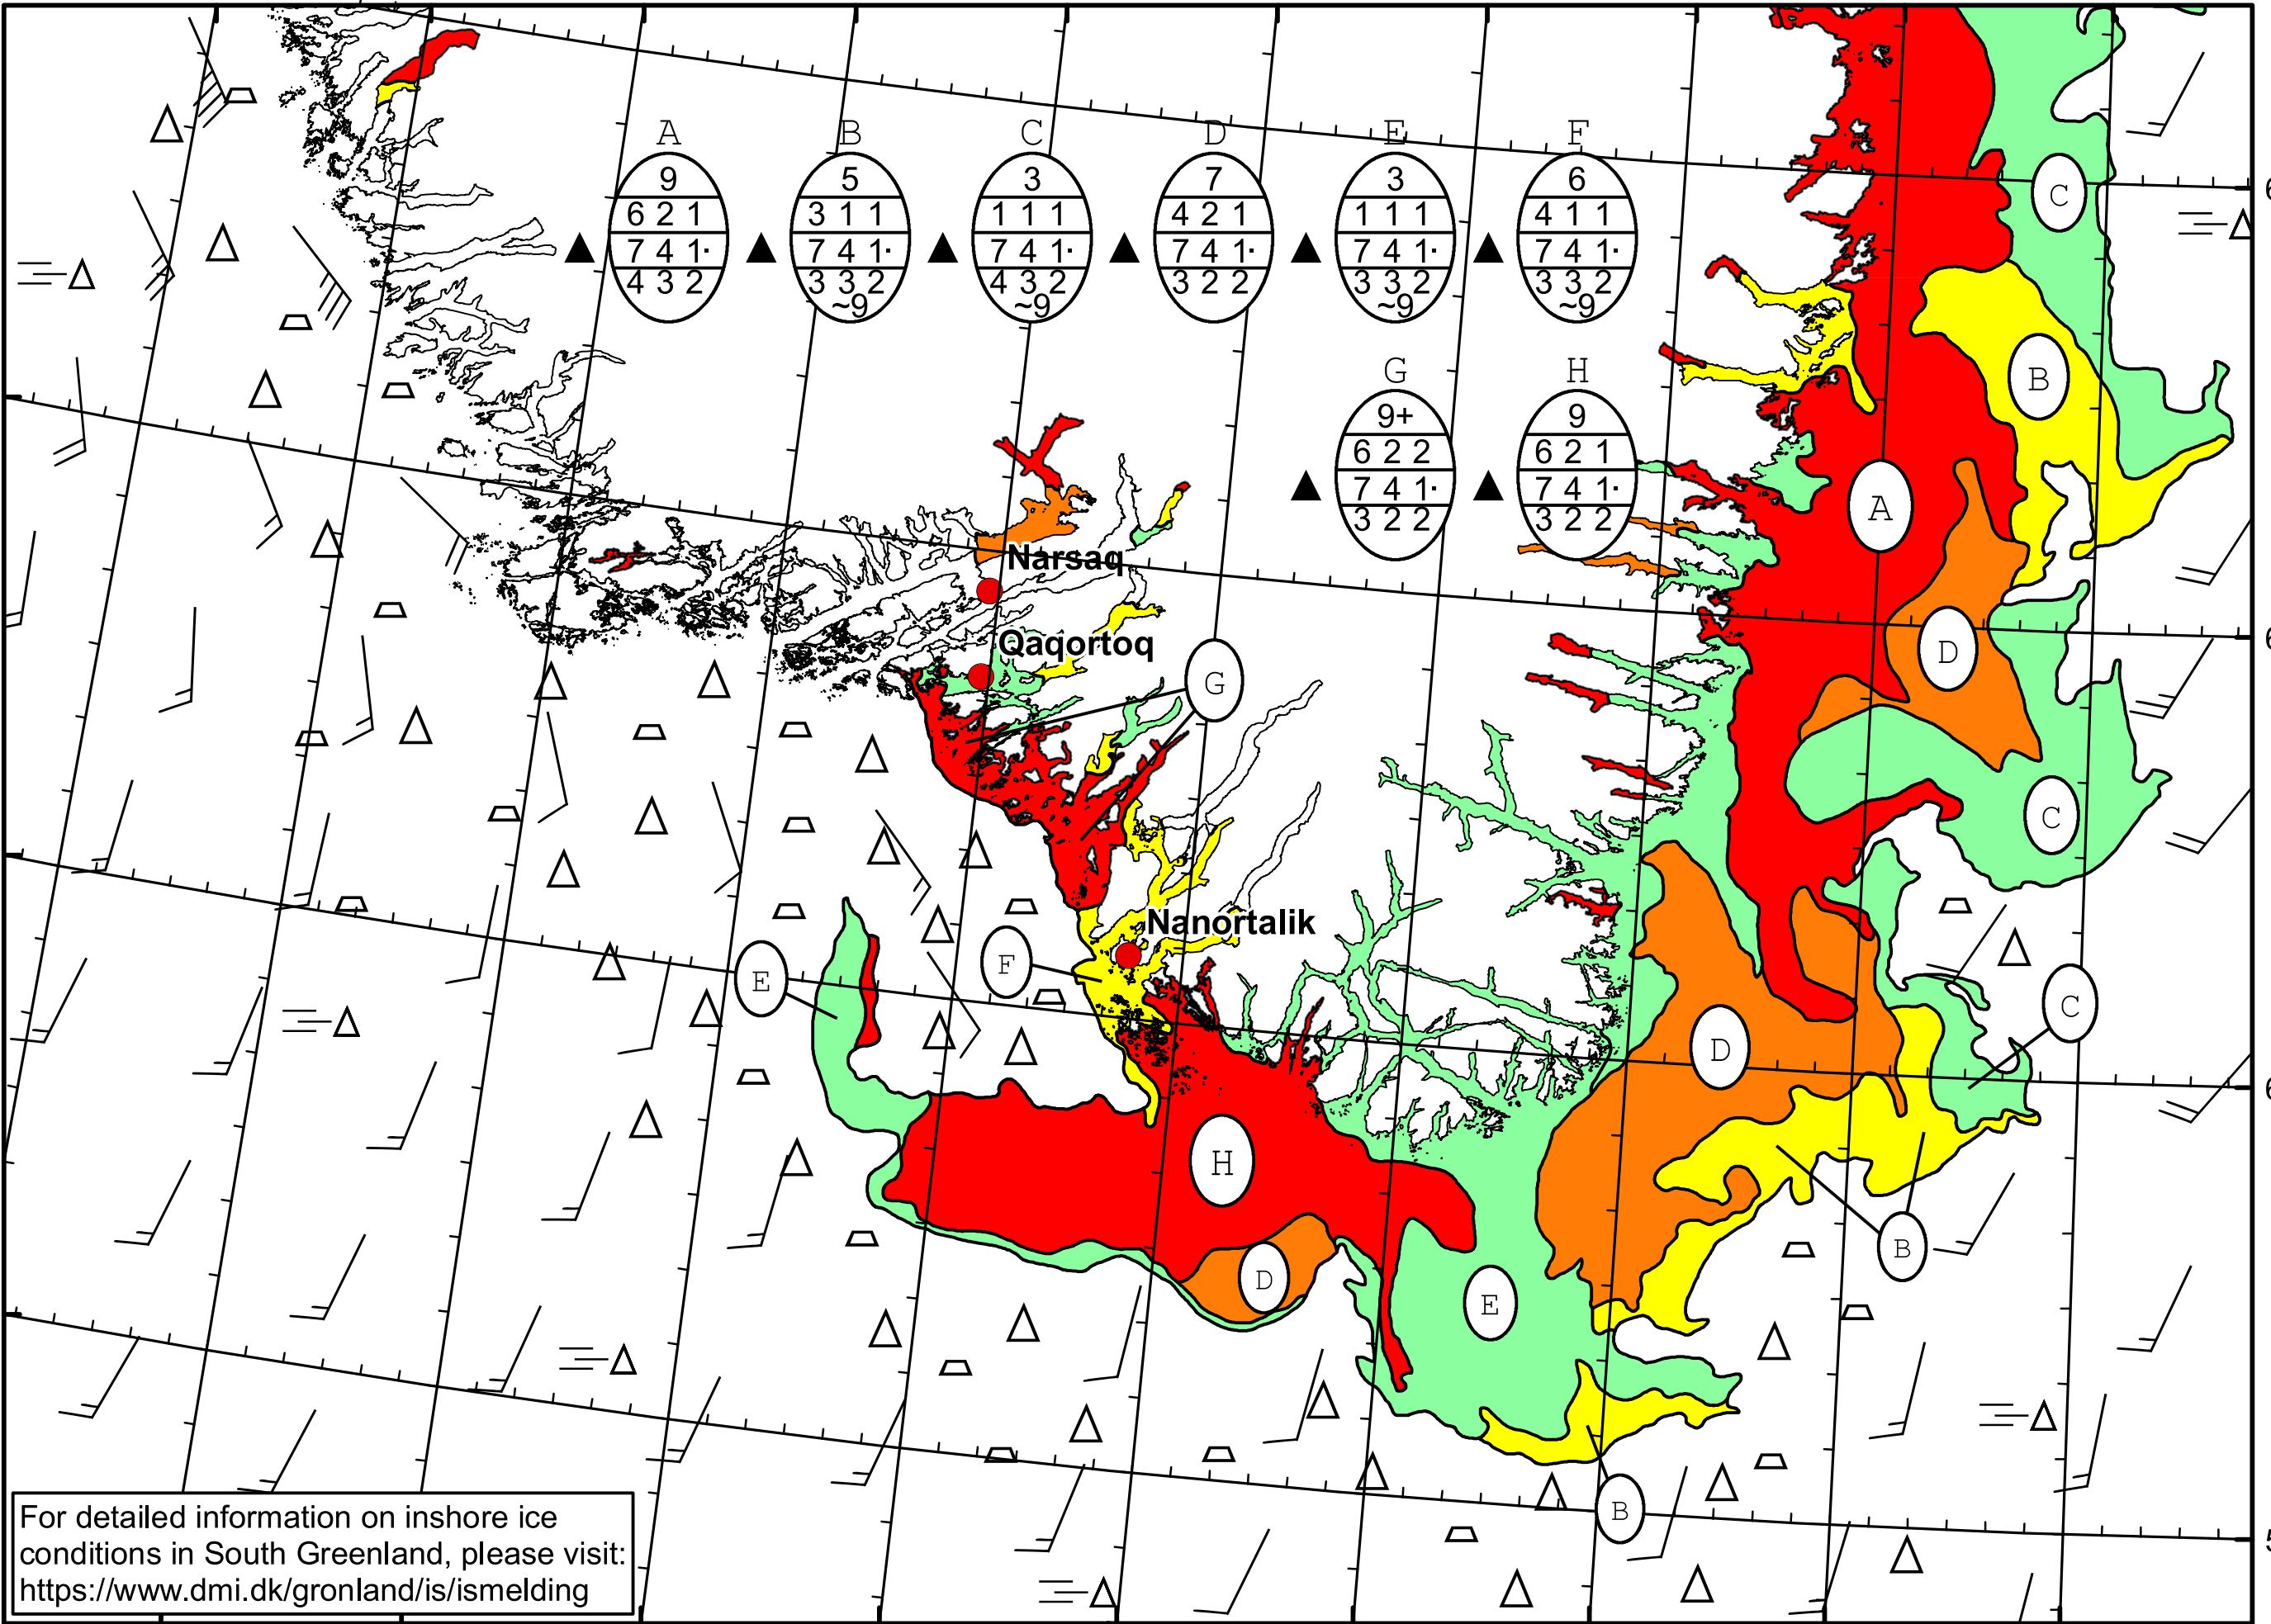 A B C D E F
9 5 3 7 3 6
6 2 1 3 1 1 1 1 1 4 2 1 1 1 1 4 1 1
7 4 1· 7 4 1· 7 4 1· 7 4 1· 7 4 1· 7 4 1·
4 3 2 3 3 2 4 3 2 3 2 2 3 3 2 3 3 2
~9 ~9 ~9 ~9
C
G H
B
9+ 9
6 2 2 6 2 1
7 4 1· 7 4 1·
3 2 2 3 2 2
A
Narsaq
Qaqortoq
D
G
C
Nanortalik
F
E
C
D
H
B
D
E
B
For detailed information on inshore ice
conditions in South Greenland, please visit:
https://www.dmi.dk/gronland/is/ismelding